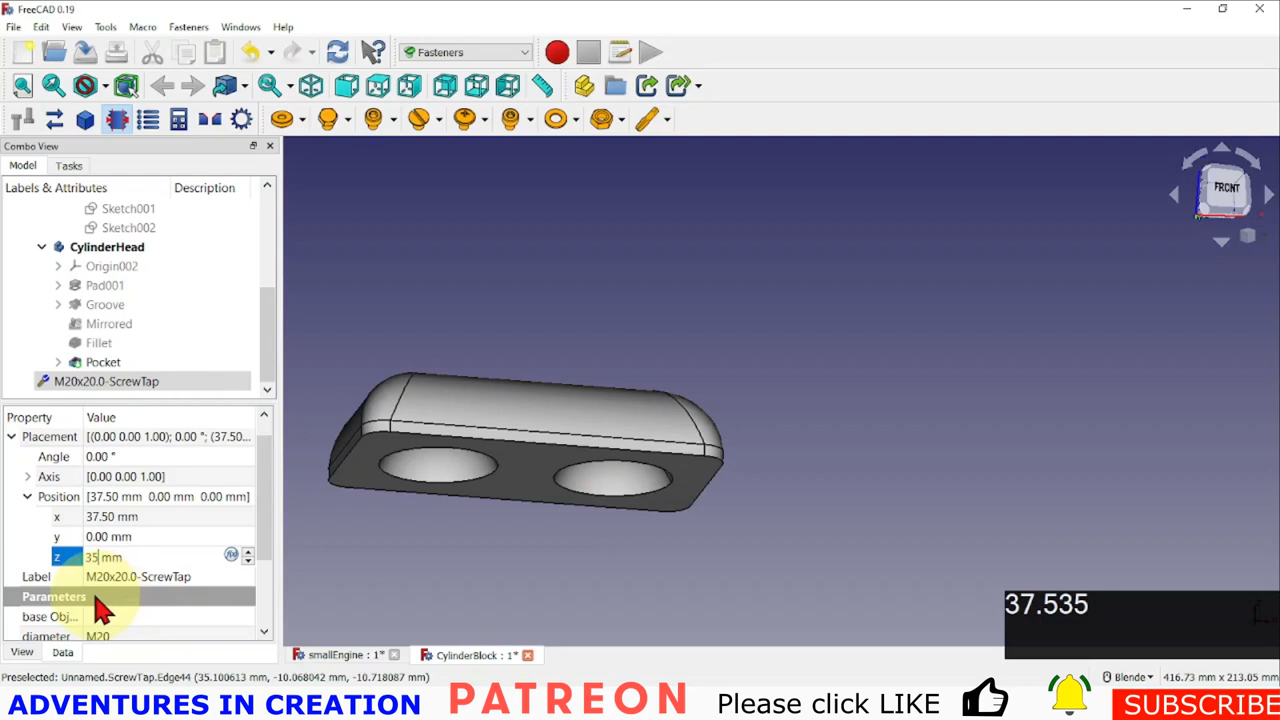 FreeCAD 0.19
File Edit View Tools Macro Fasteners Windows Help
Fasteners
Combo View
Model Tasks
Labels & Attributes Description
Sketch001
Sketch002
CylinderHead
Origin002
Pad001
Groove
Mirrored
Fillet
Pocket
M20x20.0-ScrewTap
Property Value
Placement [(0.00 0.00 1.00); 0.00 °; (37.50...
Angle 0.00 °
Axis [0.00 0.00 1.00]
Position [37.50 mm 0.00 mm 0.00 mm]
x 37.50 mm
y 0.00 mm
z 35 mm
Label M20x20.0-ScrewTap
Parameters
base Obj...
diameter M20
View Data
FRONT
37.535
smallEngine : 1*
CylinderBlock : 1*
Preselected: Unnamed.ScrewTap.Edge44 (35.100613 mm, -10.068042 mm, -10.718087 mm)
Blende
416.73 mm x 213.05 mm
ADVENTURES IN CREATION PATREON Please click LIKE SUBSCRIBE